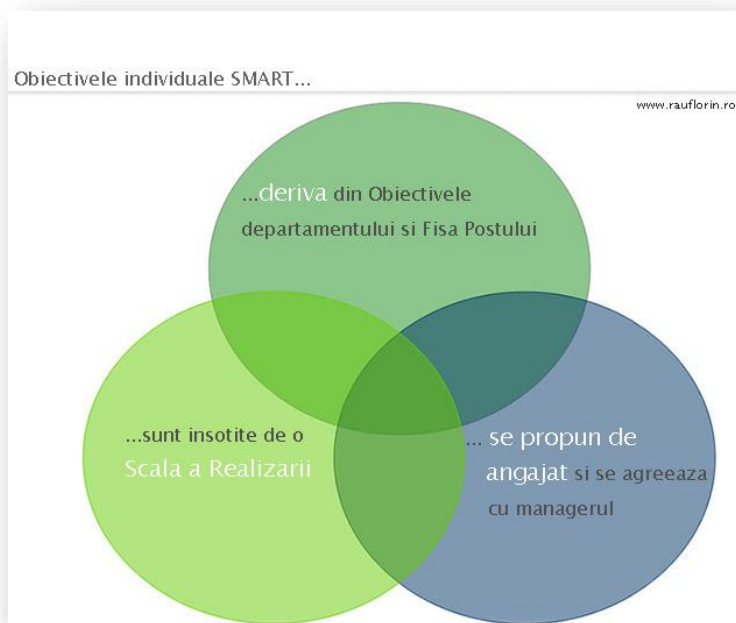 Obiectivele individuale SMART...
www.rauflorin.ro
...deriva din Obiectivele
departamentului si Fisa Postului
...sunt insotite de o
Scala a Realizarii
... se propun de
angajat si se agreeaza
cu managerul